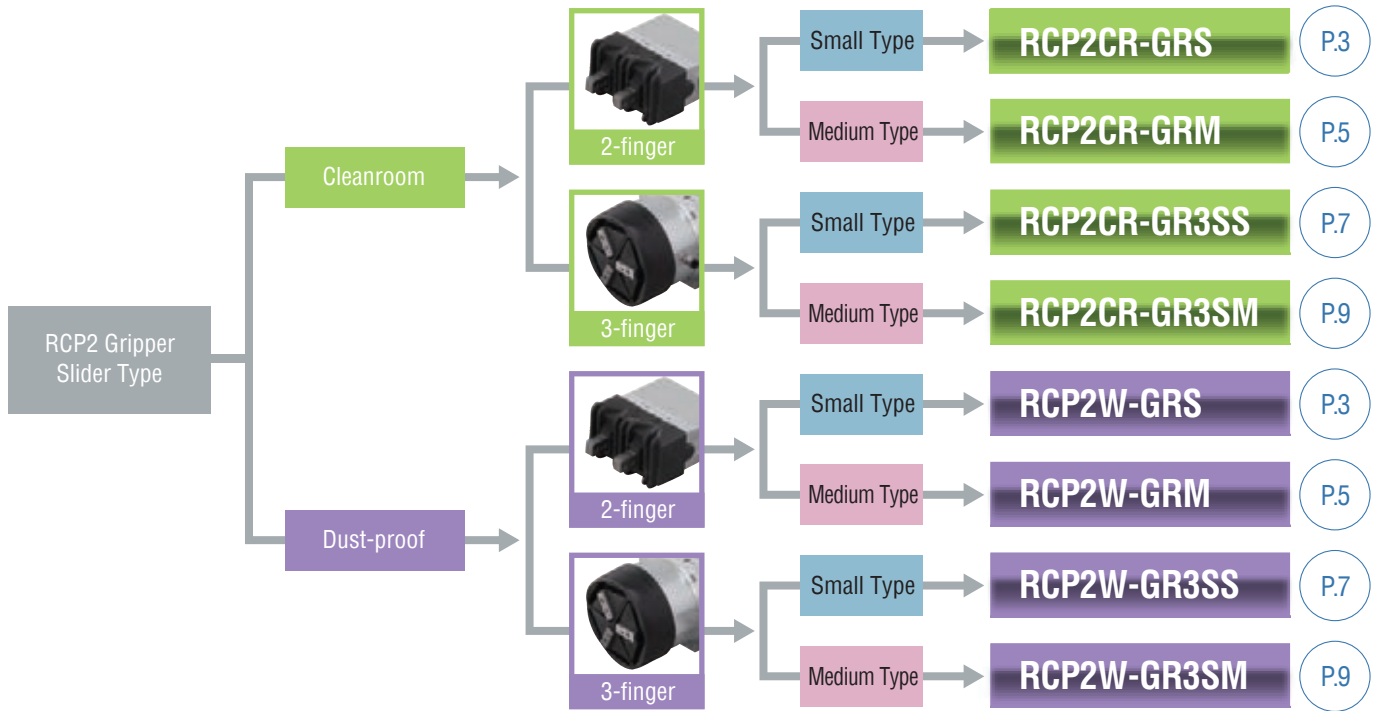 RCP2 Gripper
Slider Type
Cleanroom
2-finger
Small Type
RCP2CR-GRS
P.3
Medium Type
RCP2CR-GRM
P.5
3-finger
Small Type
RCP2CR-GR3SS
P.7
Medium Type
RCP2CR-GR3SM
P.9
Dust-proof
2-finger
Small Type
RCP2W-GRS
P.3
Medium Type
RCP2W-GRM
P.5
3-finger
Small Type
RCP2W-GR3SS
P.7
Medium Type
RCP2W-GR3SM
P.9